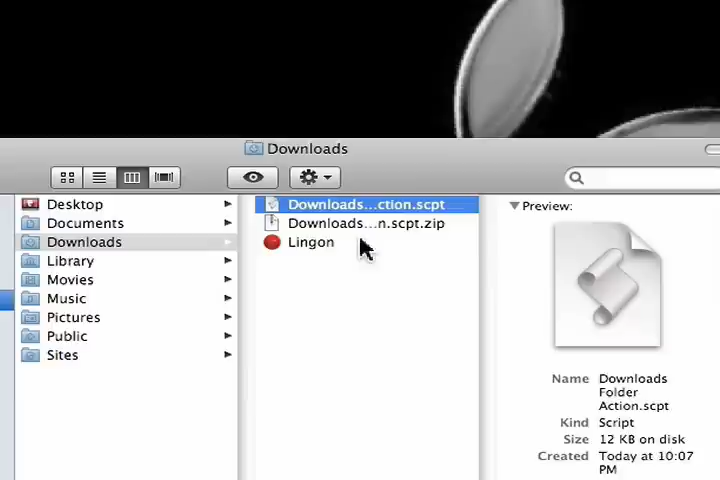 Downloads
Desktop
Documents
Downloads
Library
Movies
Music
Pictures
Public
Sites
Downloads...ction.scpt
Downloads...n.scpt.zip
Lingon
Preview:
Name Downloads
Folder
Action.scpt
Kind Script
Size 12 KB on disk
Created Today at 10:07
PM